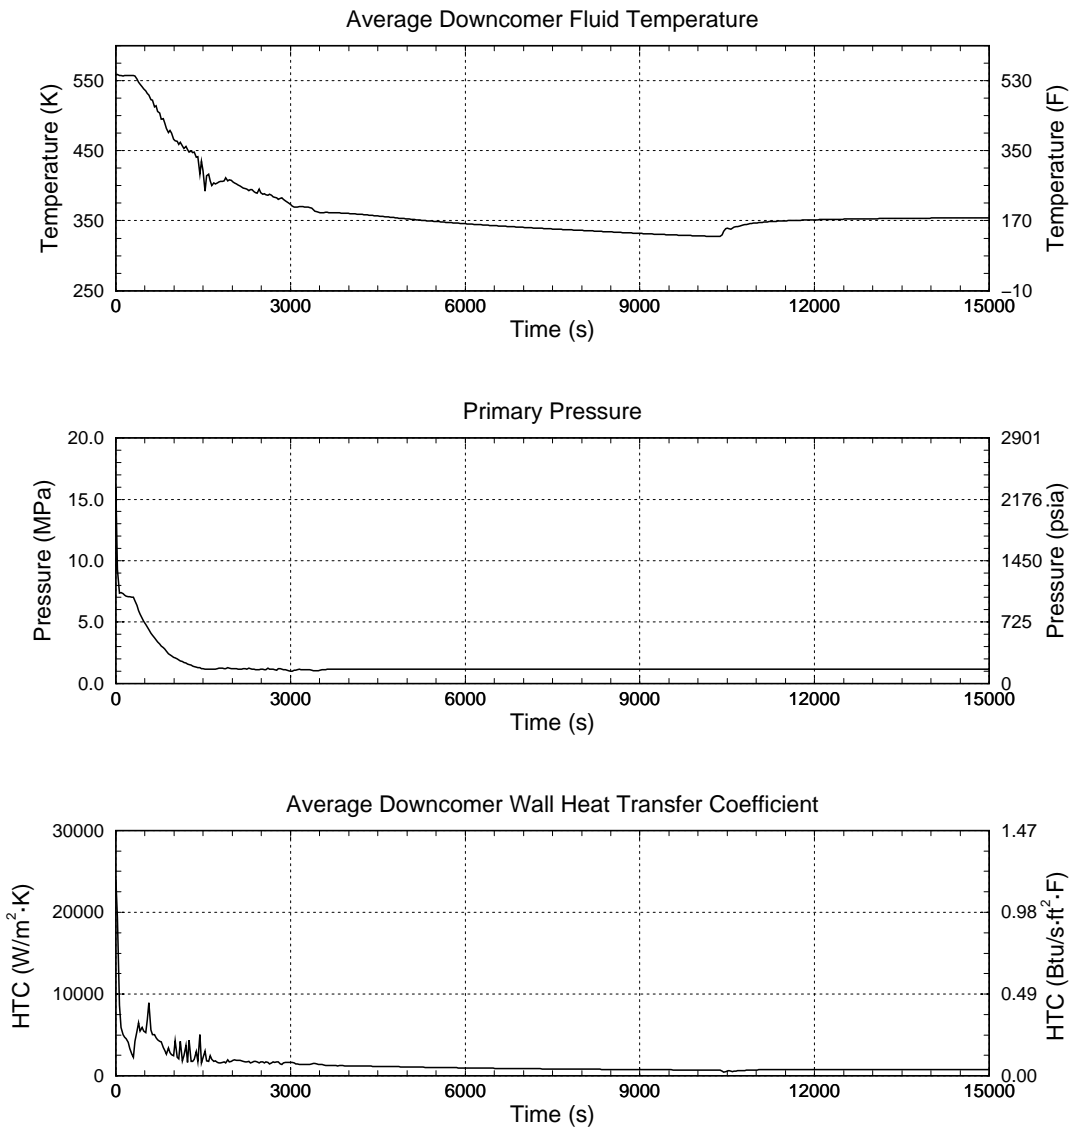 Average Downcomer Fluid Temperature
Temperature (K)
550
450
350
250
530
350
170
−10
Temperature (F)
0 3000 6000 9000 12000 15000
Time (s)
Primary Pressure
Pressure (MPa)
20.0
15.0
10.0
5.0
0.0
2901
2176
1450
725
0
Pressure (psia)
0 3000 6000 9000 12000 15000
Time (s)
Average Downcomer Wall Heat Transfer Coefficient
HTC (W/m²·K)
30000
20000
10000
0
1.47
0.98
0.49
0.00
HTC (Btu/s·ft²·F)
0 3000 6000 9000 12000 15000
Time (s)